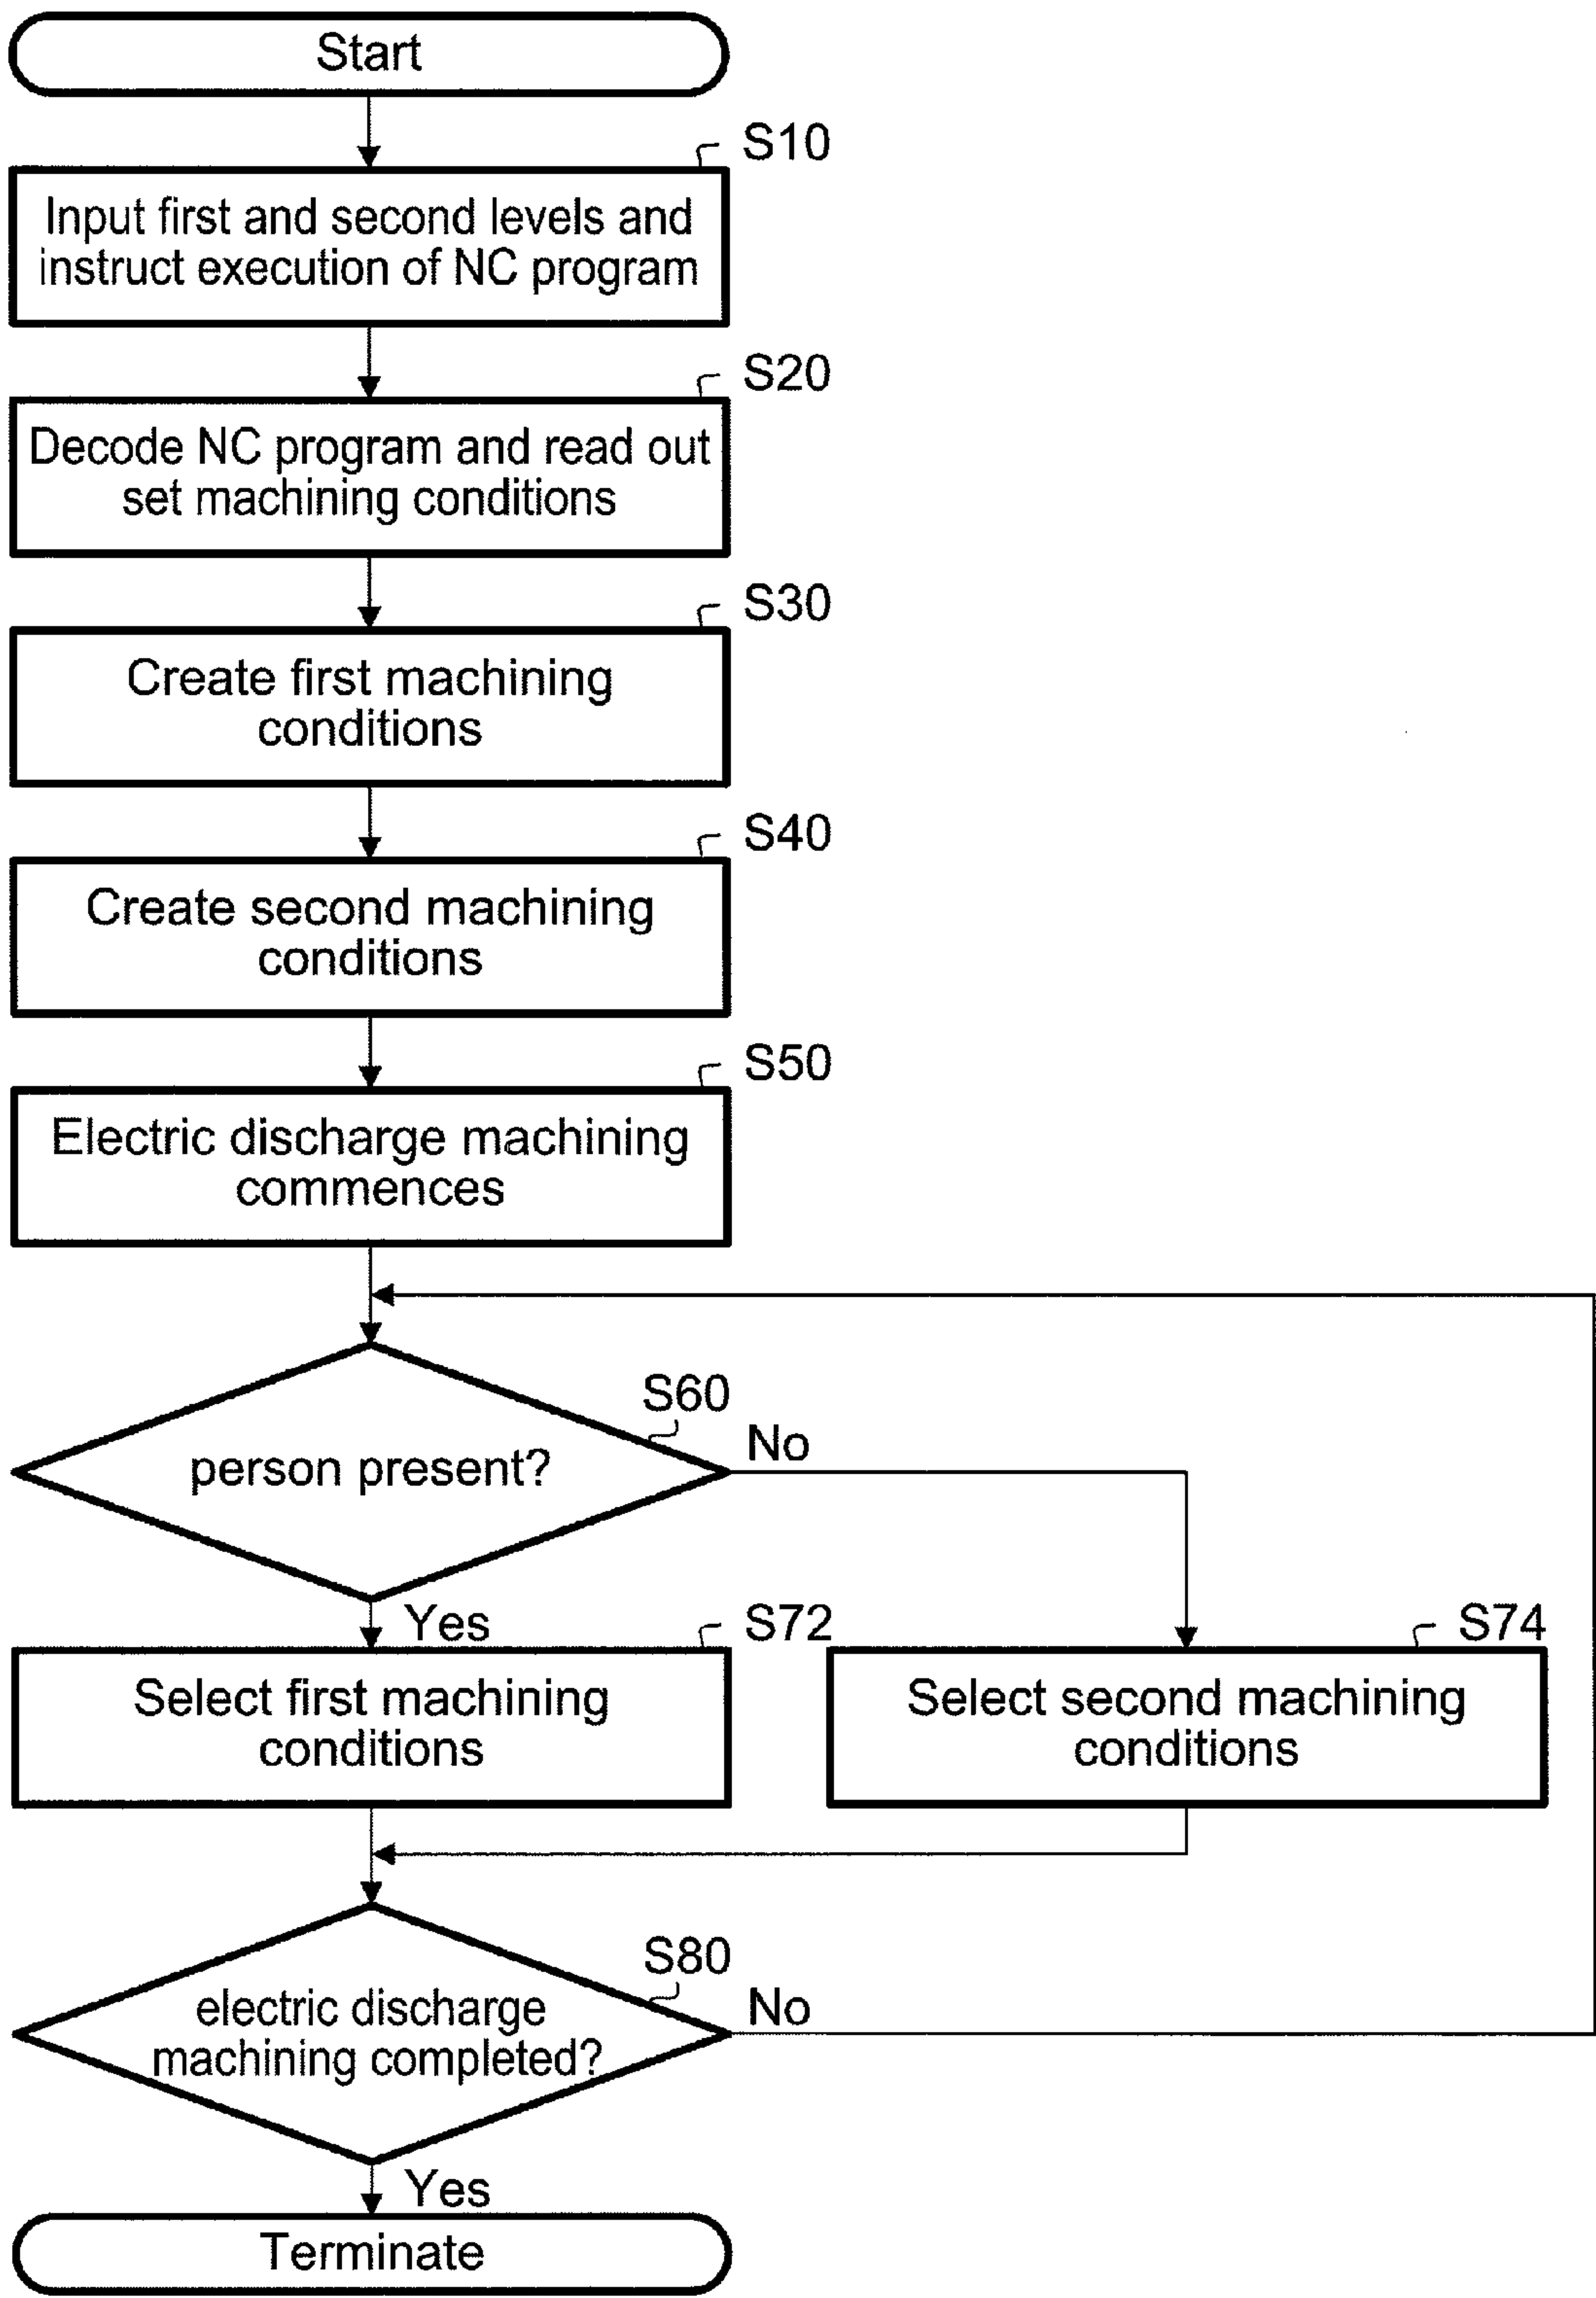 Start
S10
Input first and second levels and
instruct execution of NC program
S20
Decode NC program and read out
set machining conditions
S30
Create first machining
conditions
S40
Create second machining
conditions
S50
Electric discharge machining
commences
S60
No
person present?
Yes
S72
Select first machining
conditions
S74
Select second machining
conditions
S80
No
electric discharge
machining completed?
Yes
Terminate